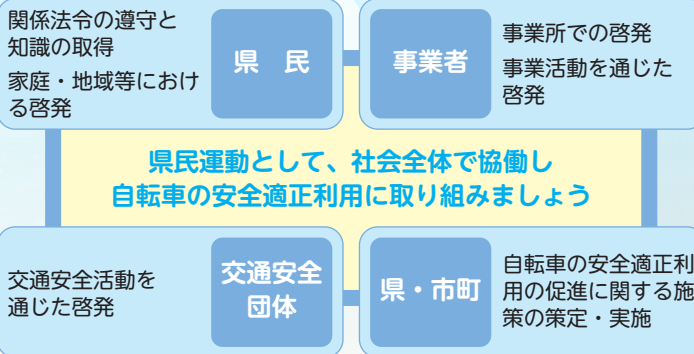 関係法令の遵守と
知識の取得
家庭・地域等におけ
る啓発
県　民
事業者
事業所での啓発
事業活動を通じた
啓発
県民運動として、社会全体で協働し
自転車の安全適正利用に取り組みましょう
交通安全活動を
通じた啓発
交通安全
団体
県・市町
自転車の安全適正利
用の促進に関する施
策の策定・実施